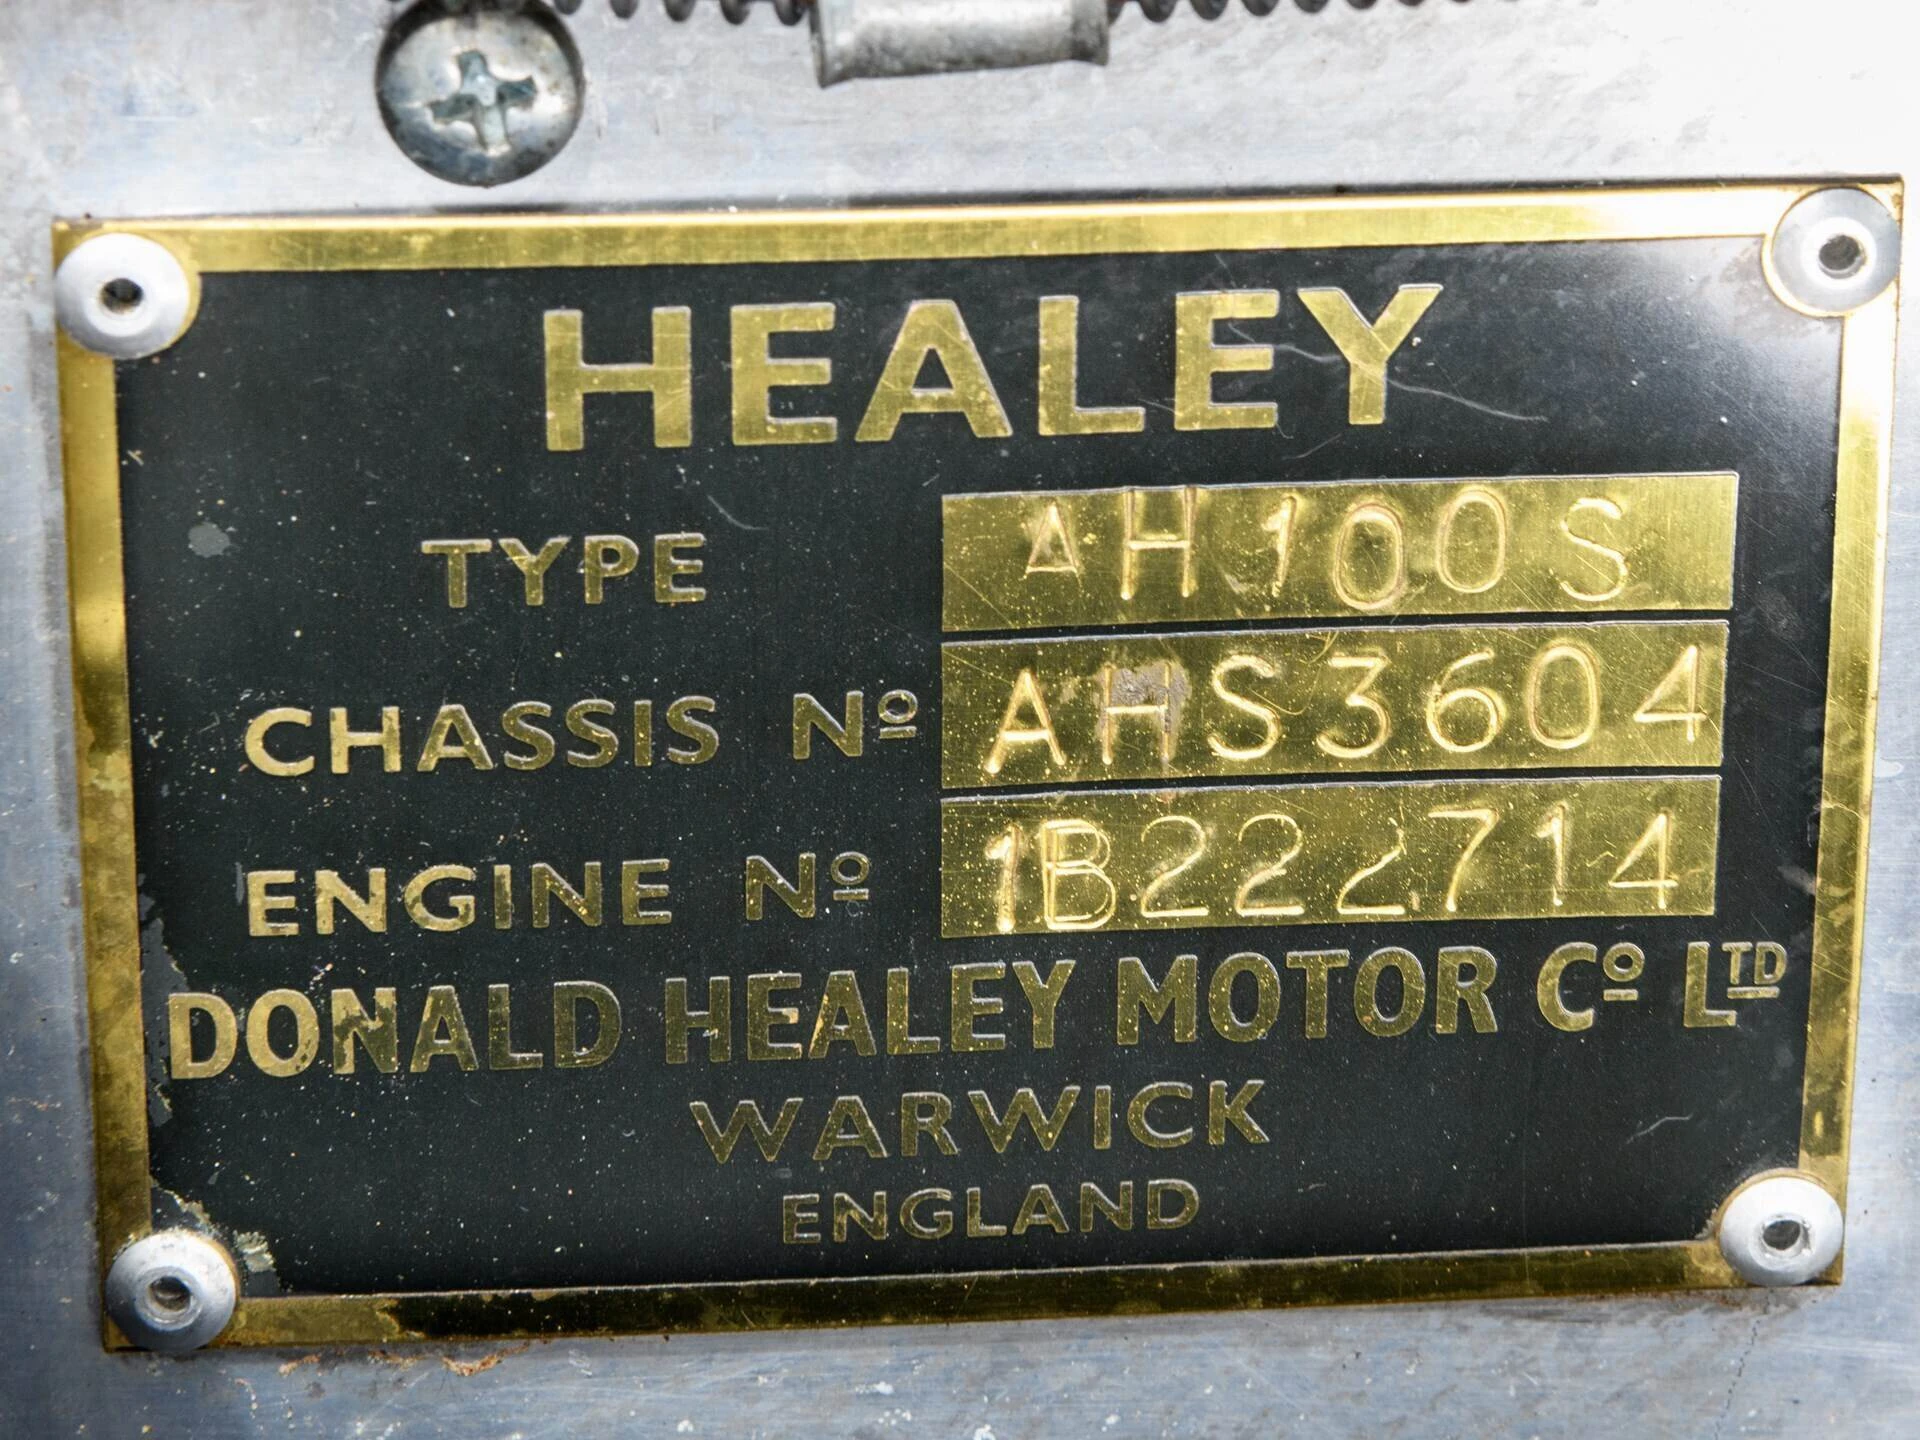 HEALEY
TYPE AH100S
CHASSIS Nº AHS3604
ENGINE Nº 1B222714
DONALD HEALEY MOTOR Cº LTD
WARWICK
ENGLAND